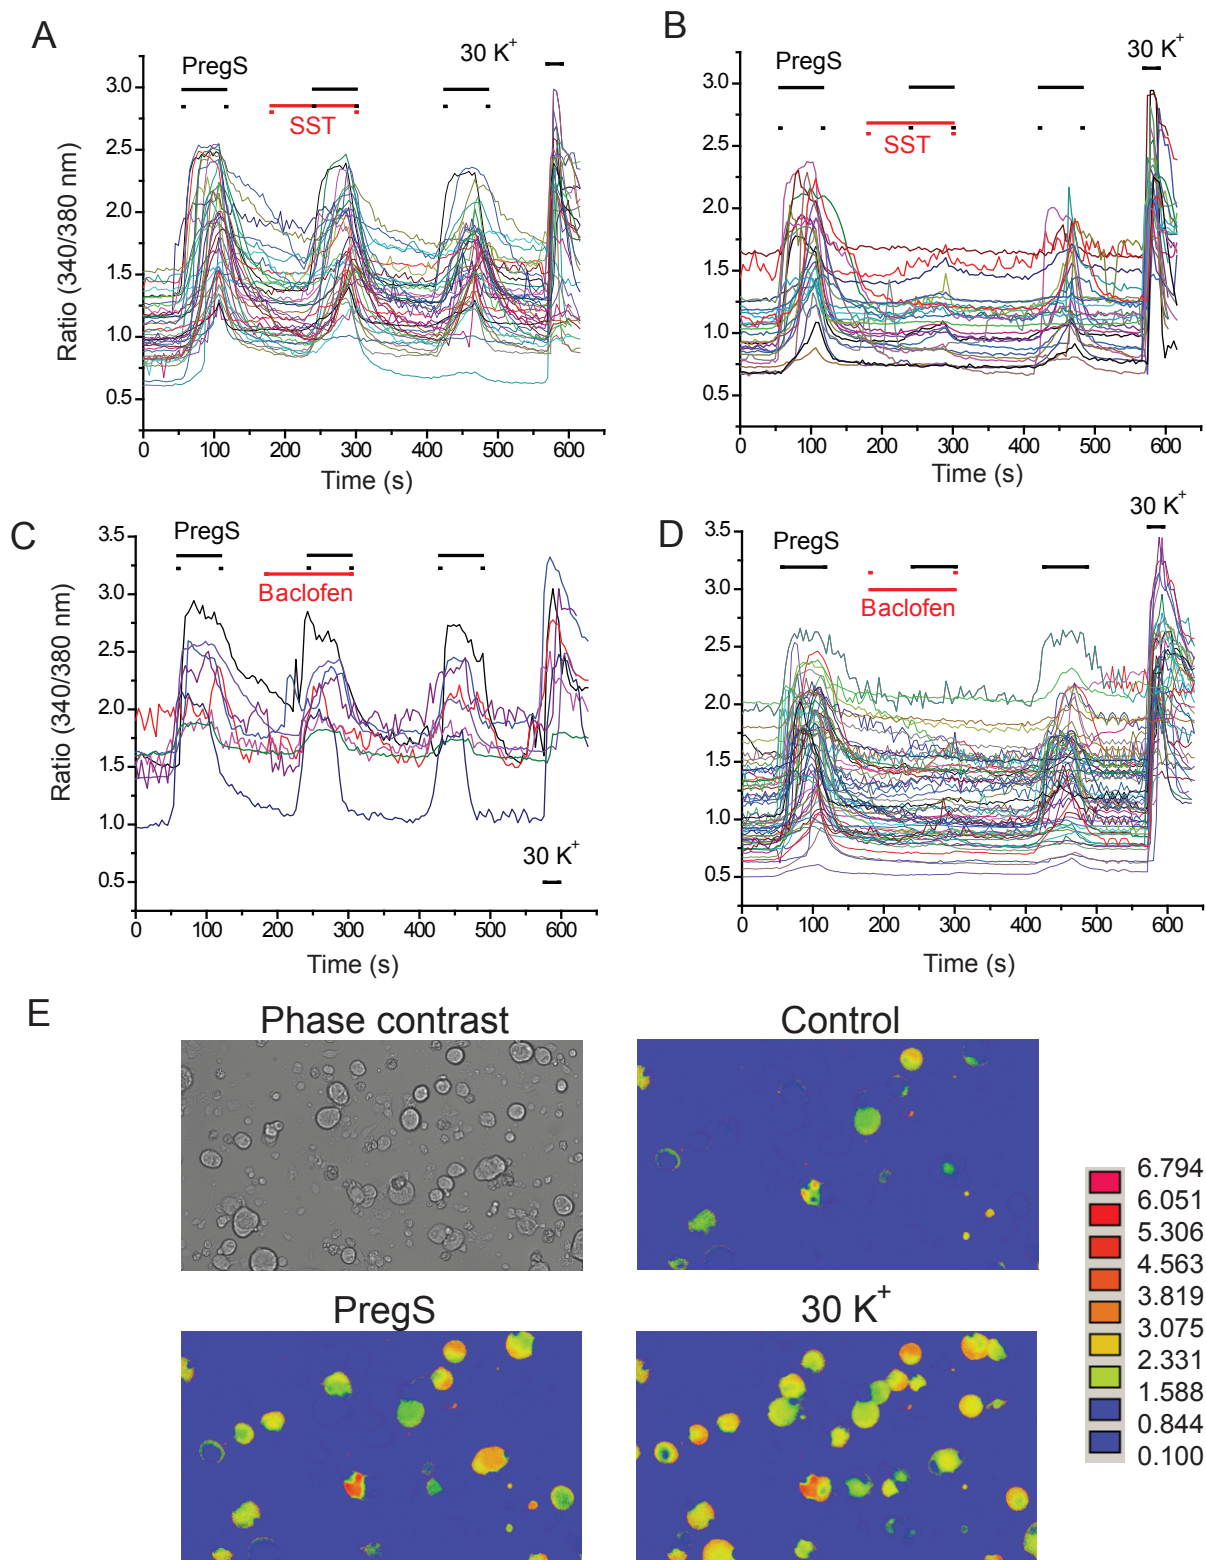 A
30 K+
PregS
SST
3.0
2.5
2.0
1.5
1.0
0.5
Ratio (340/380 nm)
0 100 200 300 400 500 600
Time (s)
B
30 K+
PregS
SST
3.0
2.5
2.0
1.5
1.0
0.5
0 100 200 300 400 500 600
Time (s)
C
PregS
Baclofen
30 K+
3.5
3.0
2.5
2.0
1.5
1.0
0.5
Ratio (340/380 nm)
0 100 200 300 400 500 600
Time (s)
D
30 K+
PregS
Baclofen
3.5
3.0
2.5
2.0
1.5
1.0
0.5
0 100 200 300 400 500 600
Time (s)
E
Phase contrast
Control
PregS
30 K+
6.794
6.051
5.306
4.563
3.819
3.075
2.331
1.588
0.844
0.100